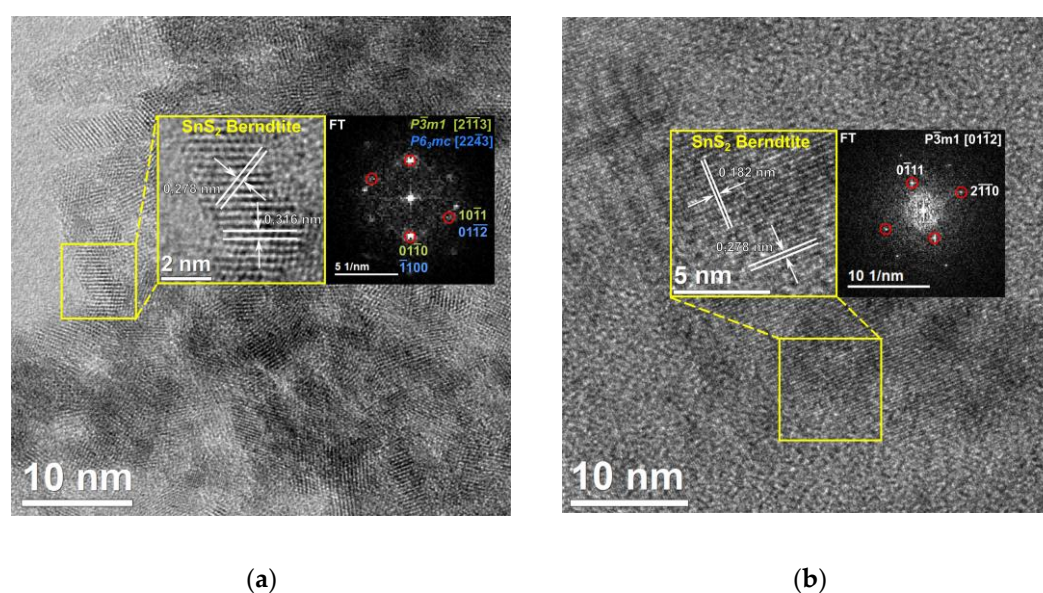 SnS₂ Berndtite
0.278 nm
0.316 nm
2 nm
FT
P3̅m1 [21̅1̅3]
P6₃mc [224̅3]
101̅1
011̅2̅
011̅0
1̅100
5 1/nm
10 nm
(a)
SnS₂ Berndtite
0.182 nm
0.278 nm
5 nm
FT
P3̅m1 [011̅2]
01̅11
21̅1̅0
10 1/nm
10 nm
(b)